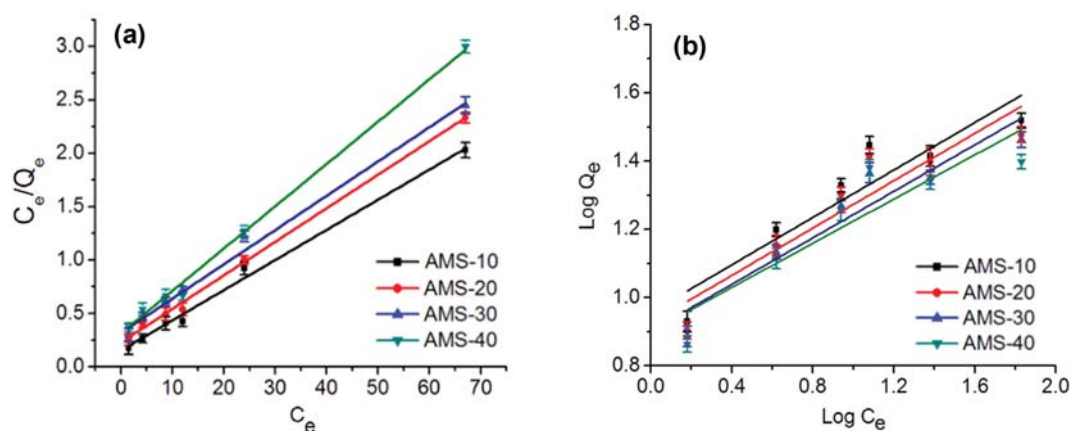 (a)
C_e/Q_e
3.0
2.5
2.0
1.5
1.0
0.5
0.0
0 10 20 30 40 50 60 70
C_e
AMS-10
AMS-20
AMS-30
AMS-40
(b)
Log Q_e
1.8
1.6
1.4
1.2
1.0
0.8
0.0 0.4 0.8 1.2 1.6 2.0
Log C_e
AMS-10
AMS-20
AMS-30
AMS-40